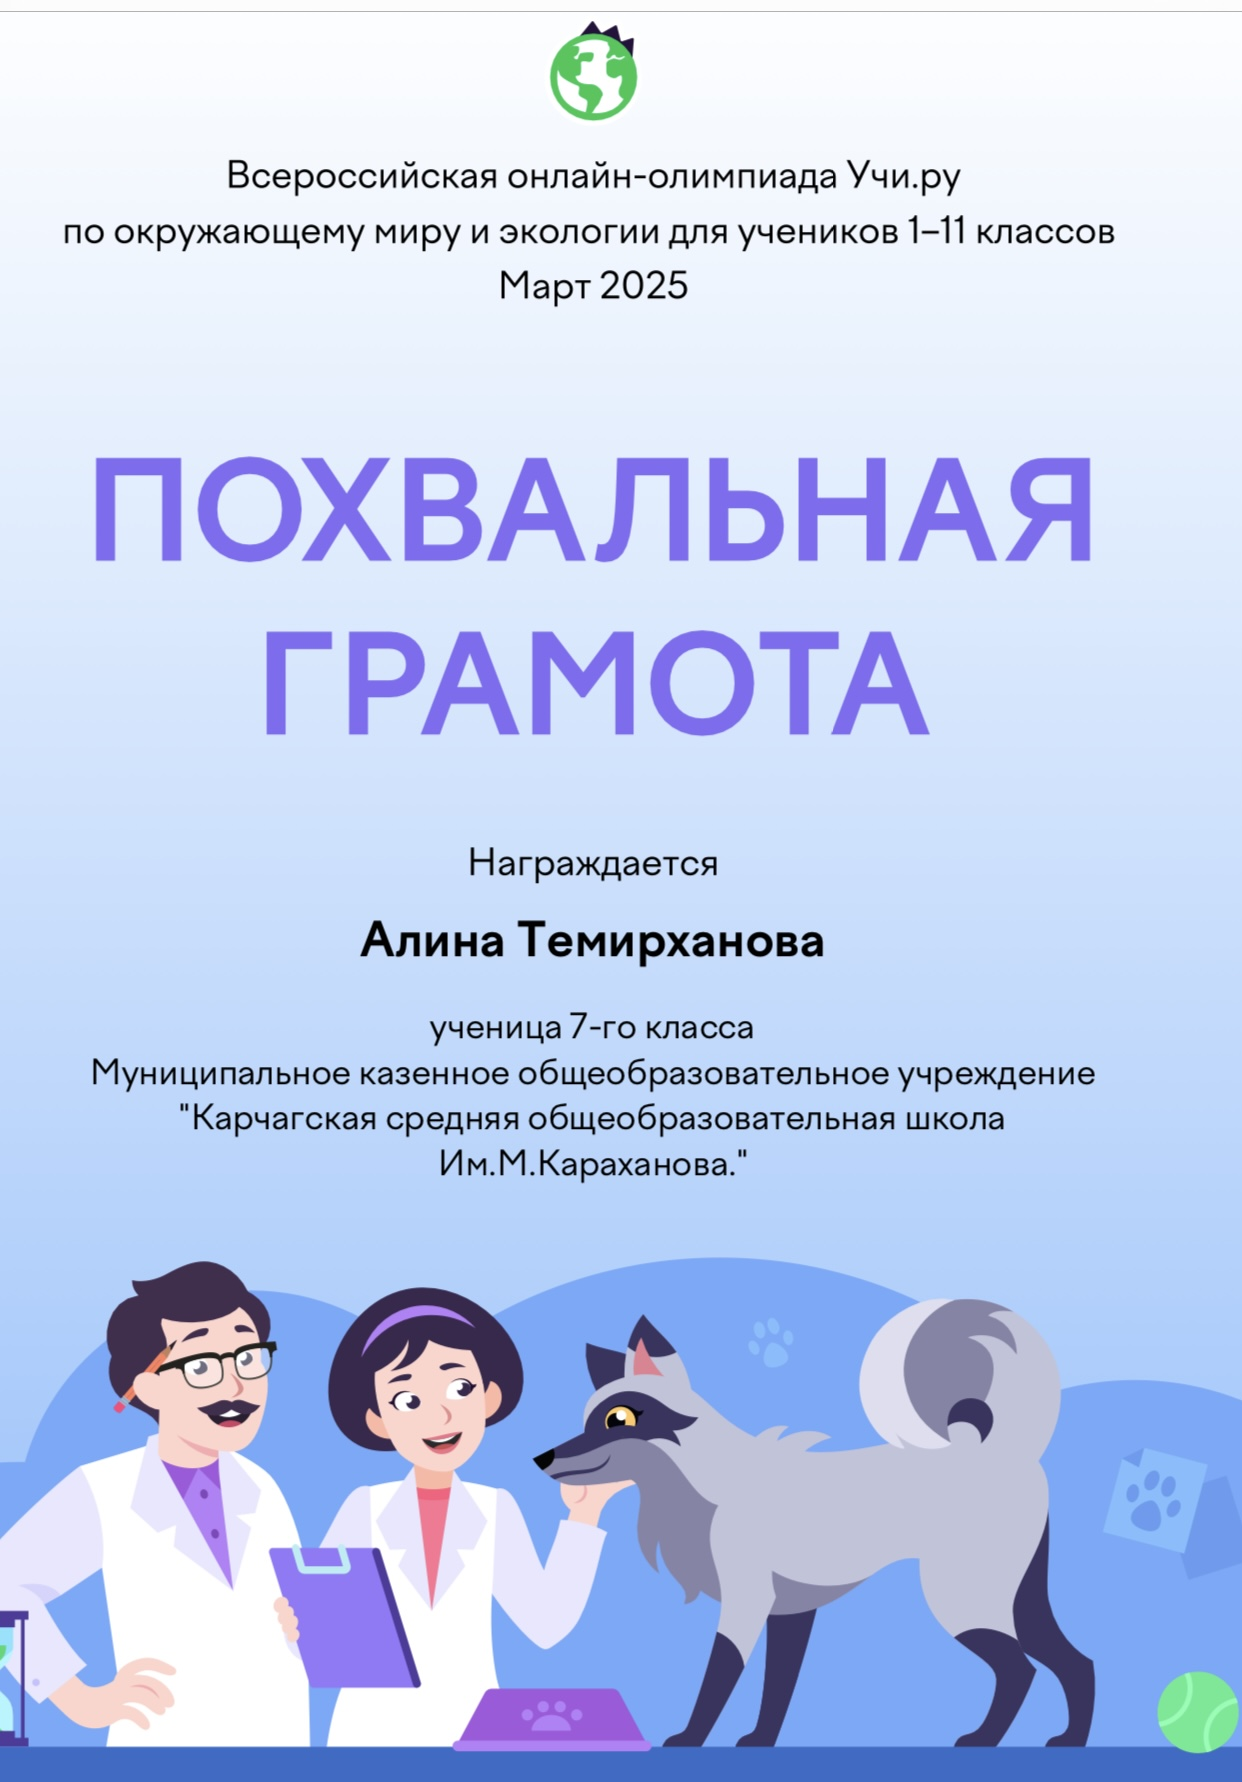 Всероссийская онлайн-олимпиада Учи.ру
по окружающему миру и экологии для учеников 1–11 классов
Март 2025
ПОХВАЛЬНАЯ
ГРАМОТА
Награждается
Алина Темирханова
ученица 7-го класса
Муниципальное казенное общеобразовательное учреждение
"Карчагская средняя общеобразовательная школа
Им.М.Караханова."